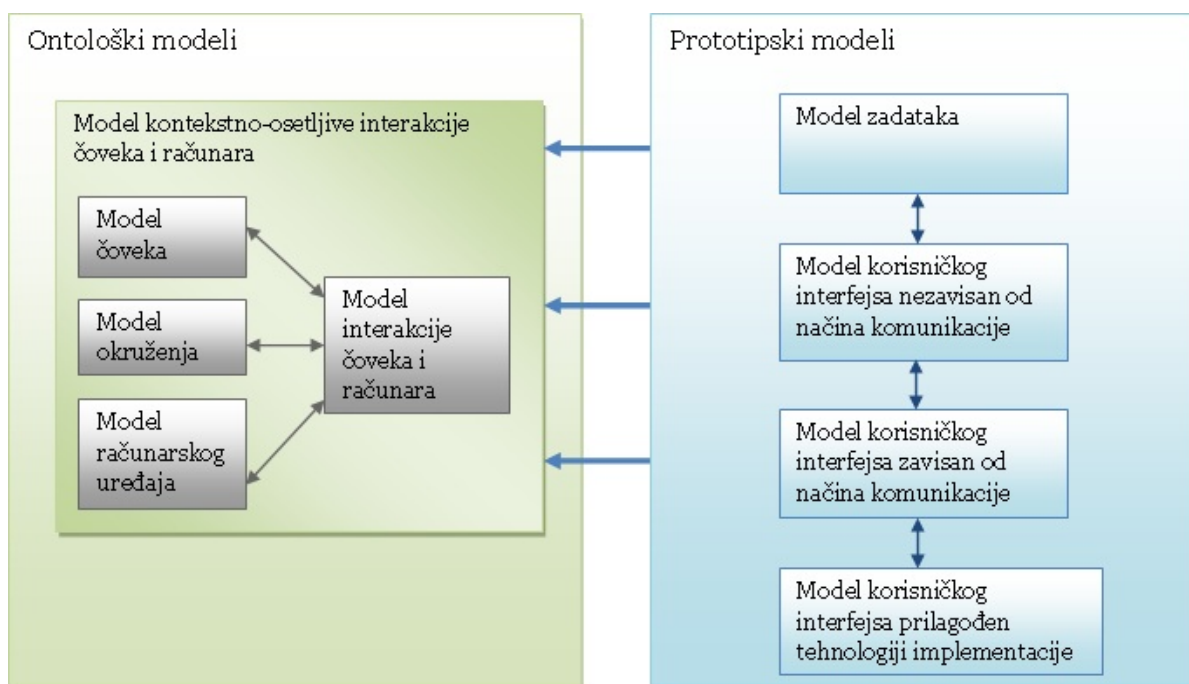 Ontološki modeli
Model kontekstno-osetljive interakcije
čoveka i računara
Model
čoveka
Model
okruženja
Model
računarskog
uređaja
Model
interakcije
čoveka i
računara
Prototipski modeli
Model zadataka
Model korisničkog
interfejsa nezavisan od
načina komunikacije
Model korisničkog
interfejsa zavisan od
načina komunikacije
Model korisničkog
interfejsa prilagođen
tehnologiji implementacije